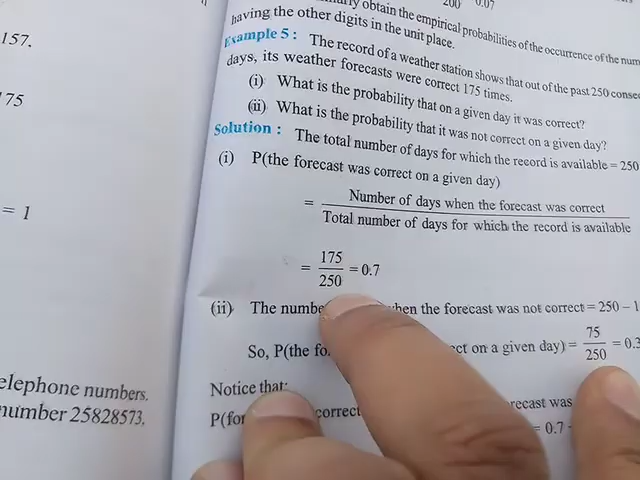 157.
175
= 1
elephone numbers.
number 25828573,
200 0.07
obtain the empirical probabilities of the occurrence of the num
having the other digits in the unit place.
Example 5 : The record of a weather station shows that out of the past 250 conse
days, its weather forecasts were correct 175 times.
(i) What is the probability that on a given day it was correct?
(ii) What is the probability that it was not correct on a given day?
Solution : The total number of days for which the record is available = 250
(i) P(the forecast was correct on a given day)
= Number of days when the forecast was correct
Total number of days for which the record is available
= 175
250 = 0.7
(ii) The numbe when the forecast was not correct = 250 – 1
So, P(the fo ct on a given day) = 75
250 = 0.3
Notice that:
P(for correct recast was
= 0.7